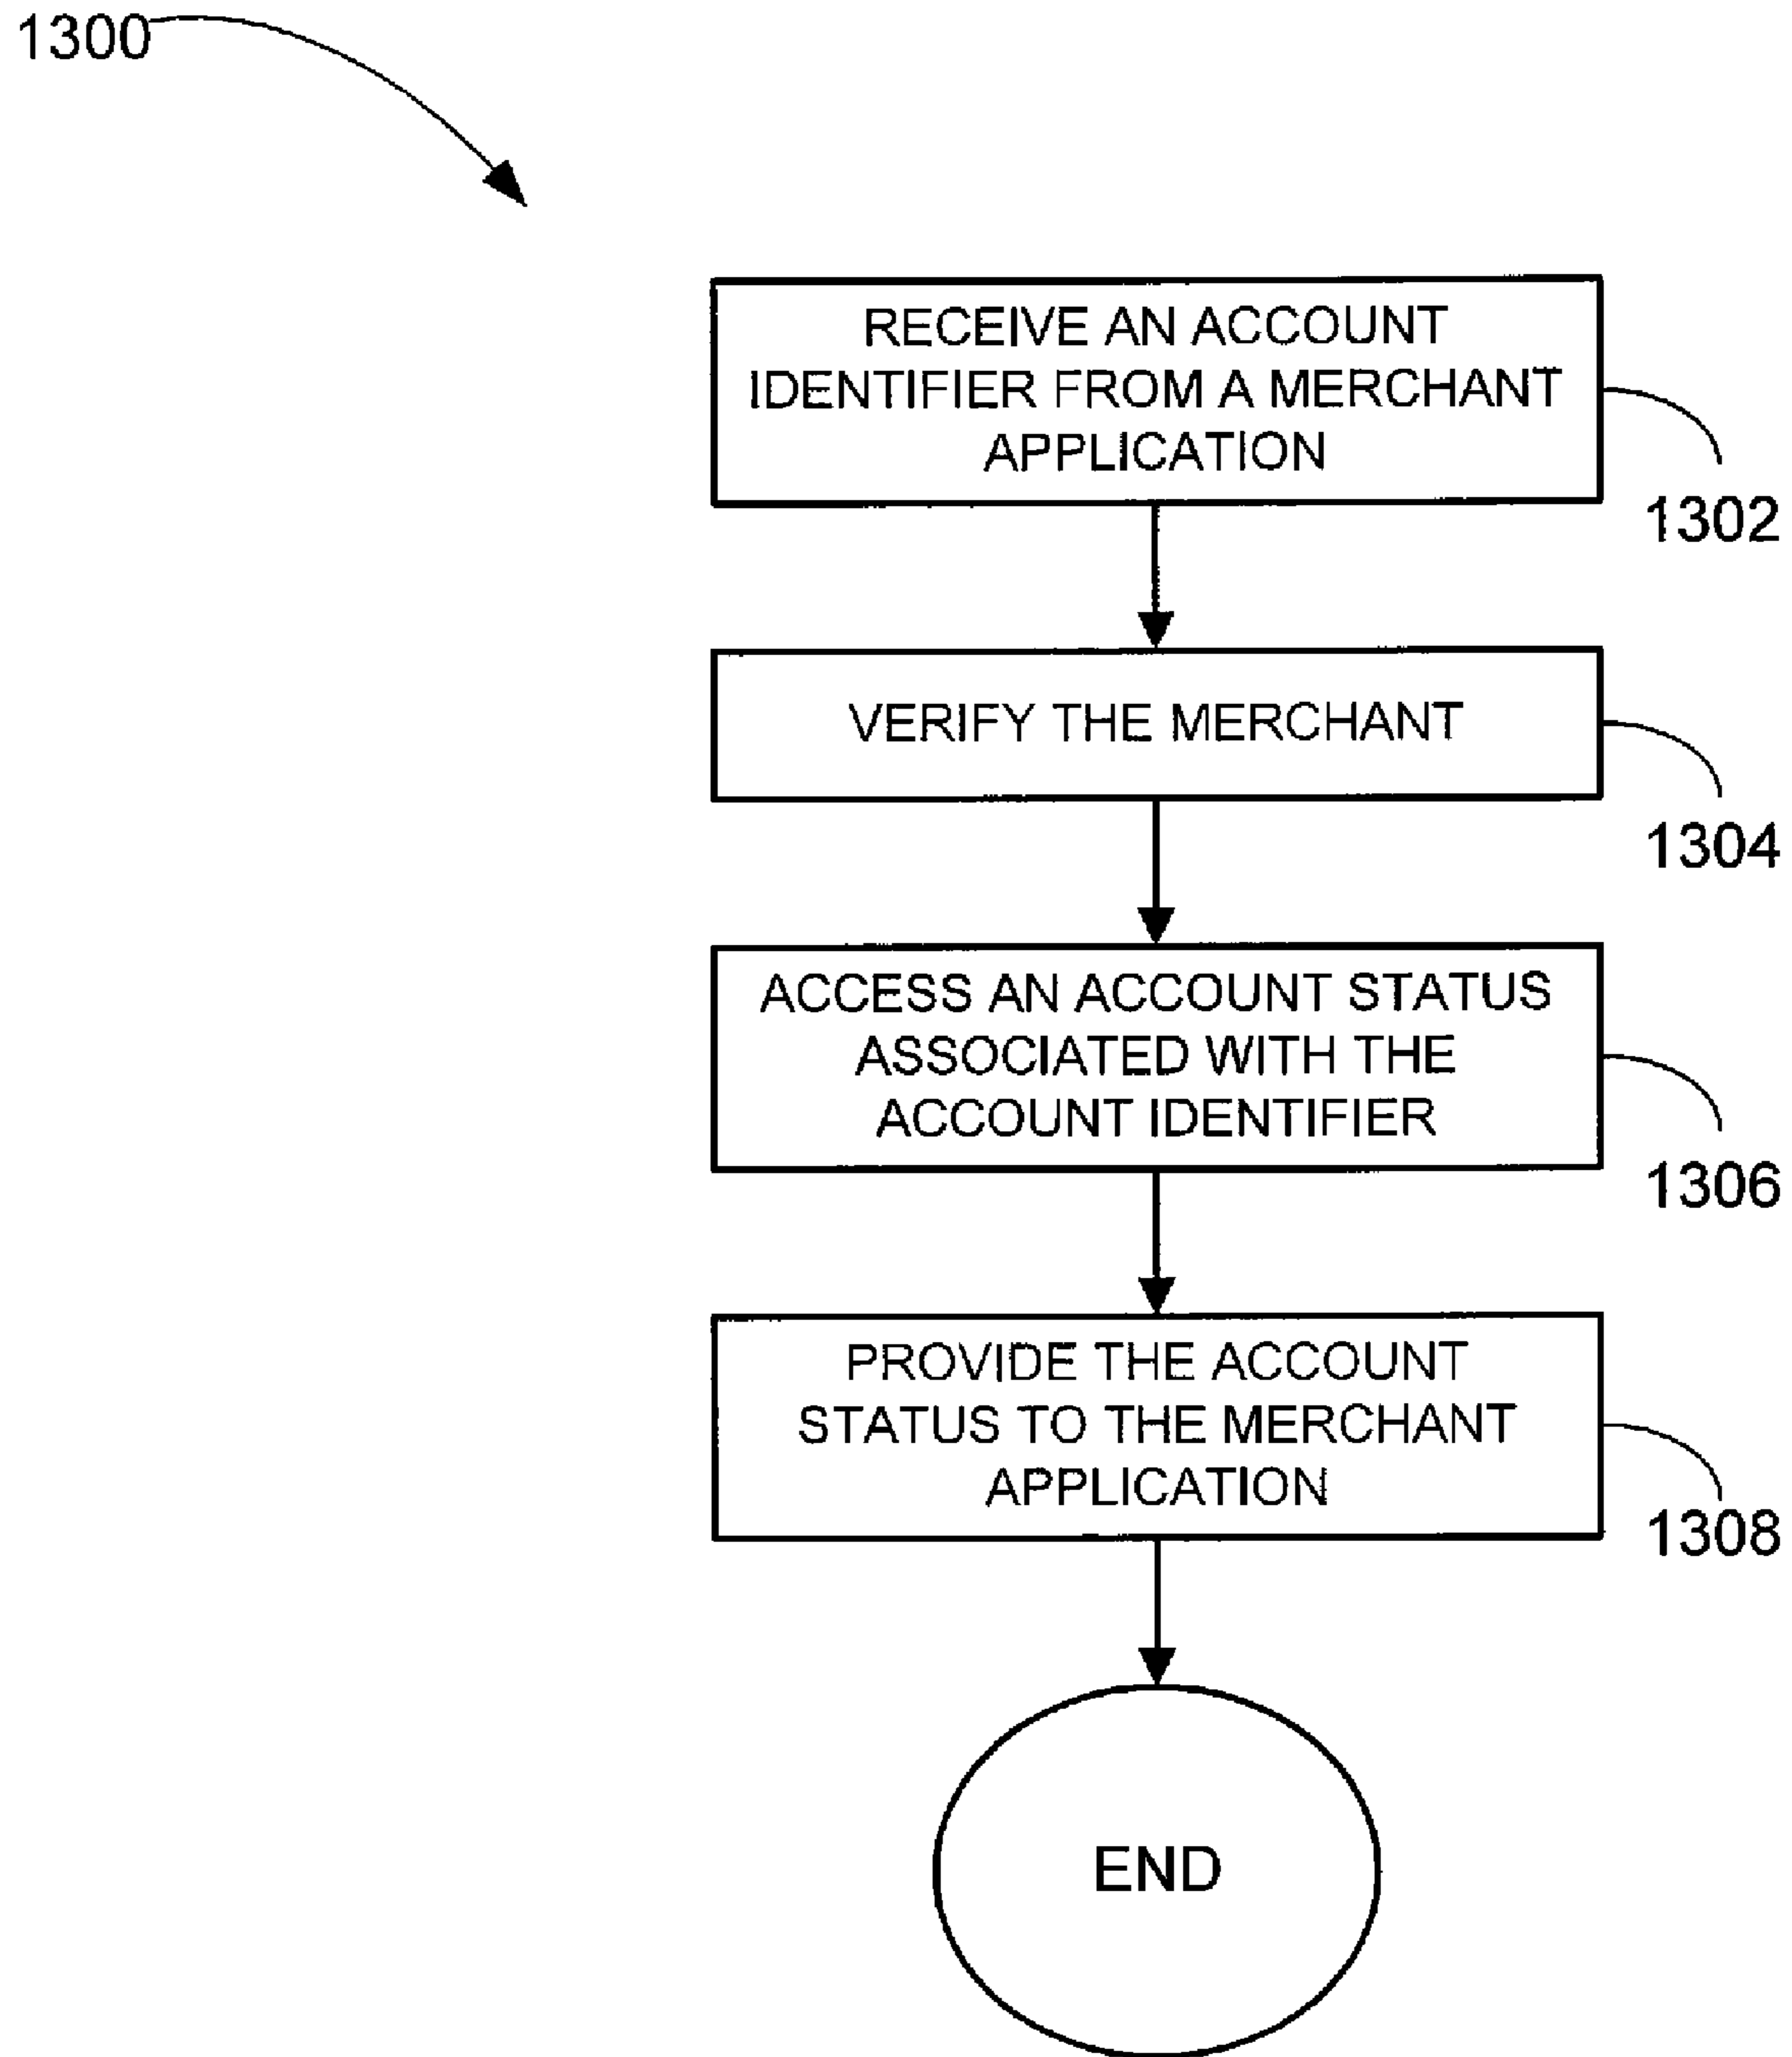 1300
RECEIVE AN ACCOUNT
IDENTIFIER FROM A MERCHANT
APPLICATION
1302
VERIFY THE MERCHANT
1304
ACCESS AN ACCOUNT STATUS
ASSOCIATED WITH THE
ACCOUNT IDENTIFIER
1306
PROVIDE THE ACCOUNT
STATUS TO THE MERCHANT
APPLICATION
1308
END